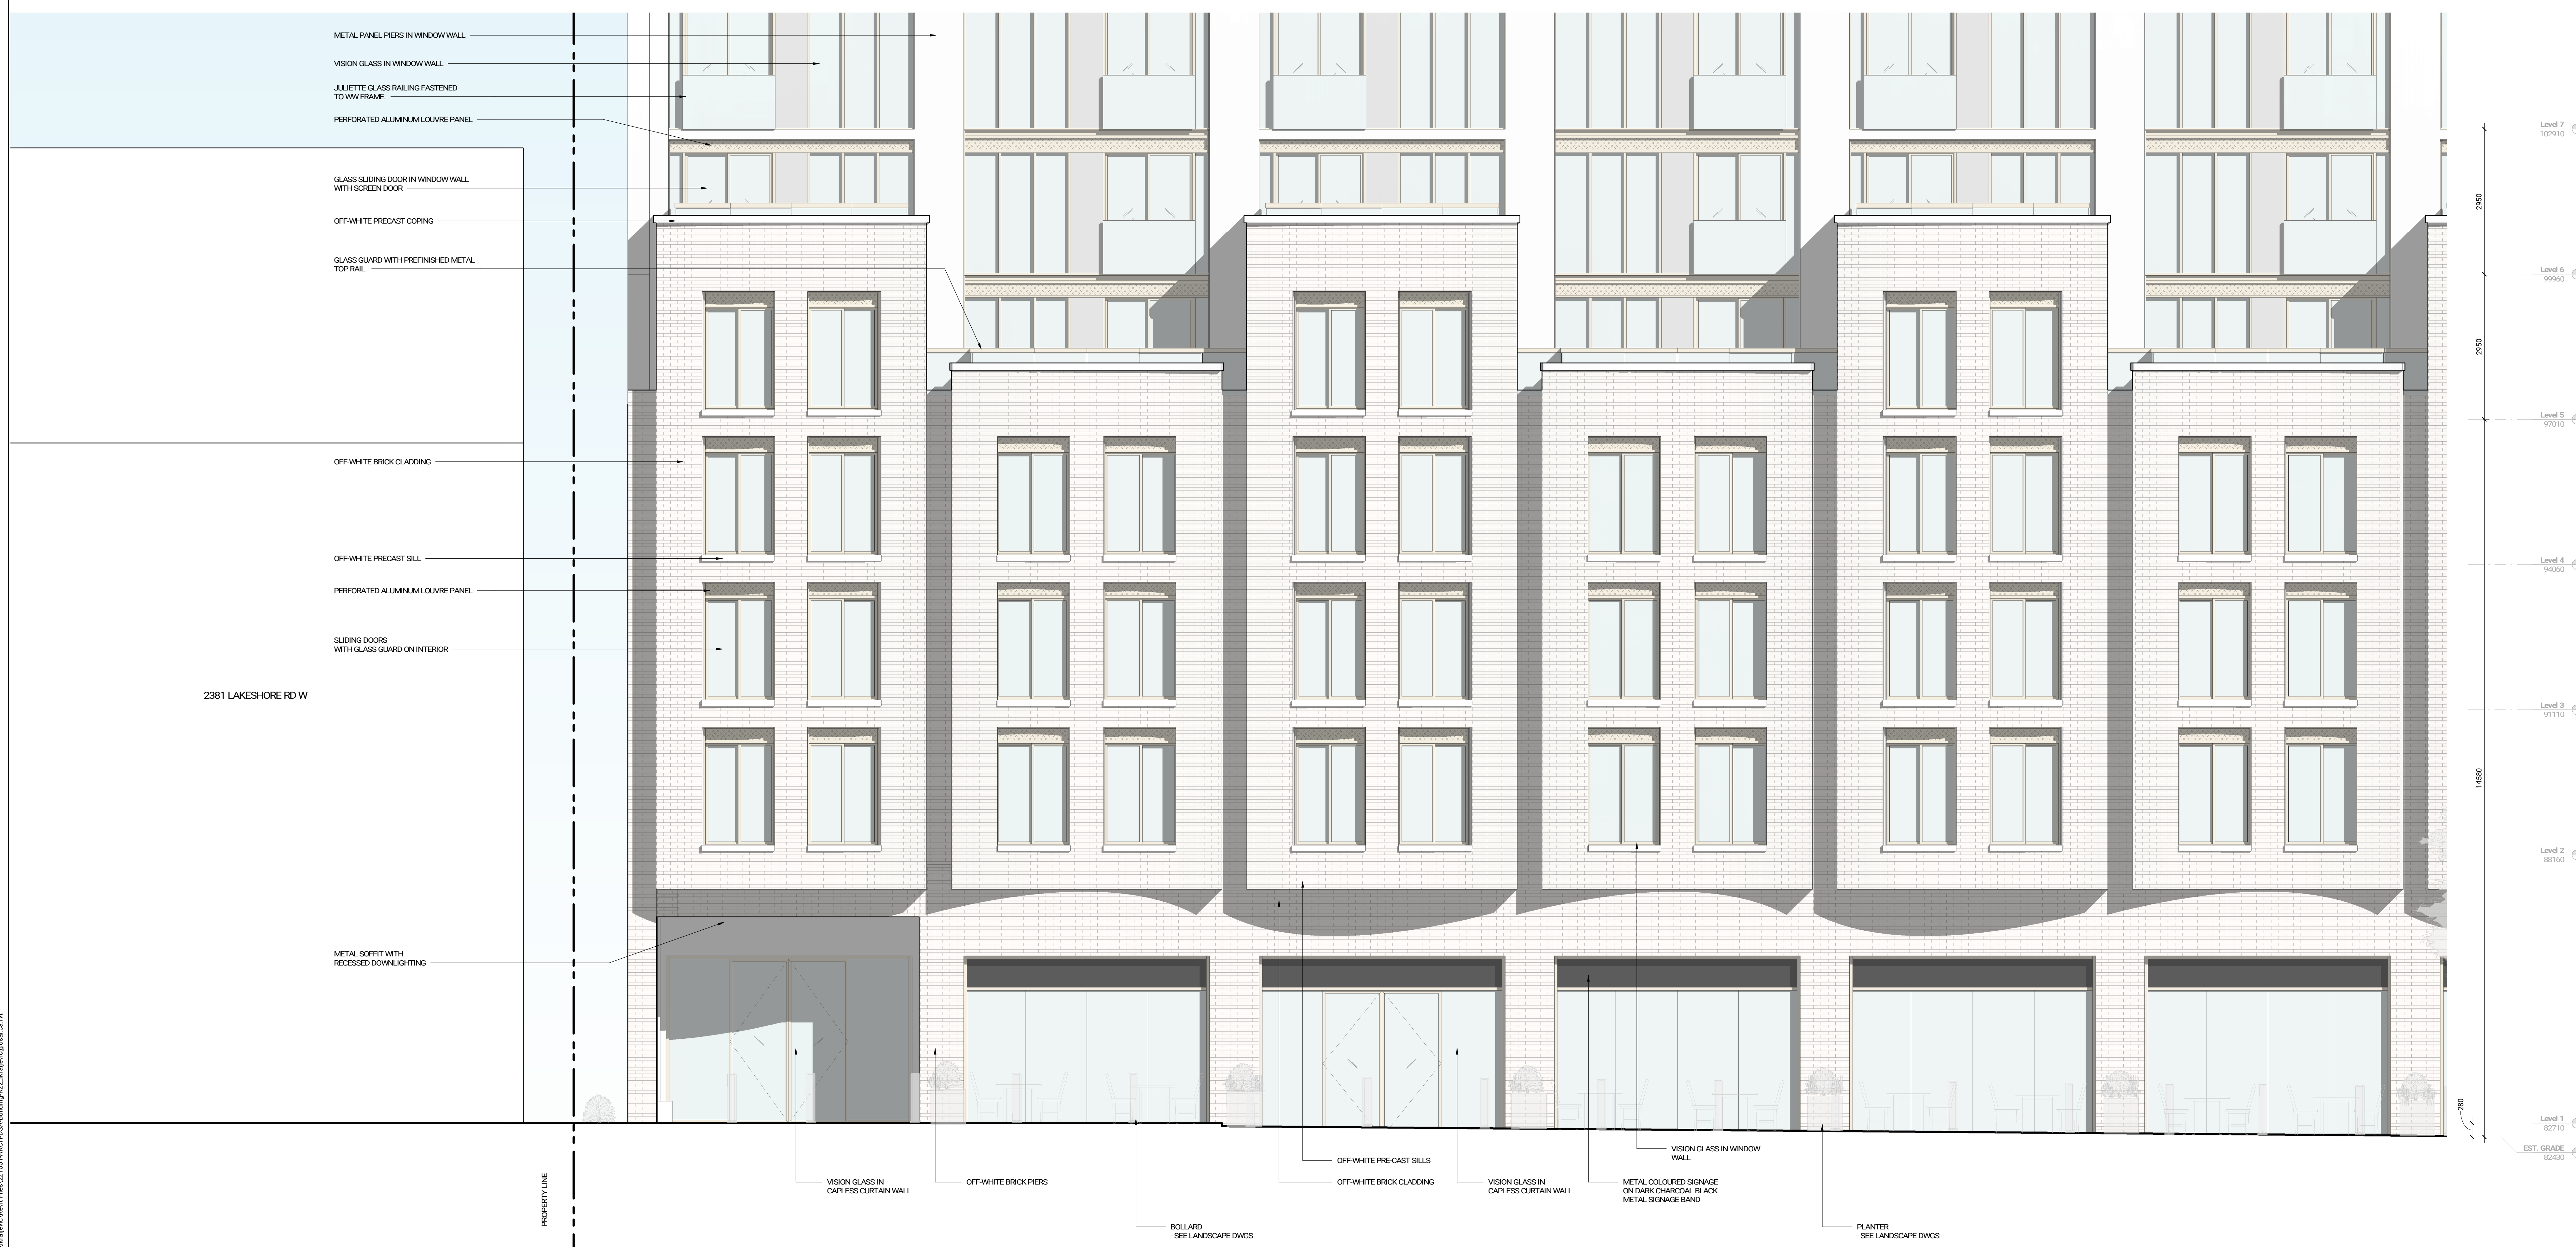 METAL PANEL PIERS IN WINDOW WALL
VISION GLASS IN WINDOW WALL
JULIETTE GLASS RAILING FASTENED
TO WW FRAME.
PERFORATED ALUMINUM LOUVRE PANEL
GLASS SLIDING DOOR IN WINDOW WALL
WITH SCREEN DOOR
OFF-WHITE PRECAST COPING
GLASS GUARD WITH PREFINISHED METAL
TOP RAIL
OFF-WHITE BRICK CLADDING
OFF-WHITE PRECAST SILL
PERFORATED ALUMINUM LOUVRE PANEL
SLIDING DOORS
WITH GLASS GUARD ON INTERIOR
2381 LAKESHORE RD W
METAL SOFFIT WITH
RECESSED DOWNLIGHTING
PROPERTY LINE
VISION GLASS IN
CAPLESS CURTAIN WALL
OFF-WHITE BRICK PIERS
BOLLARD
- SEE LANDSCAPE DWGS
OFF-WHITE PRE-CAST SILLS
OFF-WHITE BRICK CLADDING
VISION GLASS IN
CAPLESS CURTAIN WALL
METAL COLOURED SIGNAGE
ON DARK CHARCOAL BLACK
METAL SIGNAGE BAND
VISION GLASS IN WINDOW
WALL
PLANTER
- SEE LANDSCAPE DWGS
Level 7
102910
2950
Level 6
99960
2950
Level 5
97010
Level 4
94060
Level 3
91110
14580
Level 2
88160
280
Level 1
82710
EST. GRADE
82430